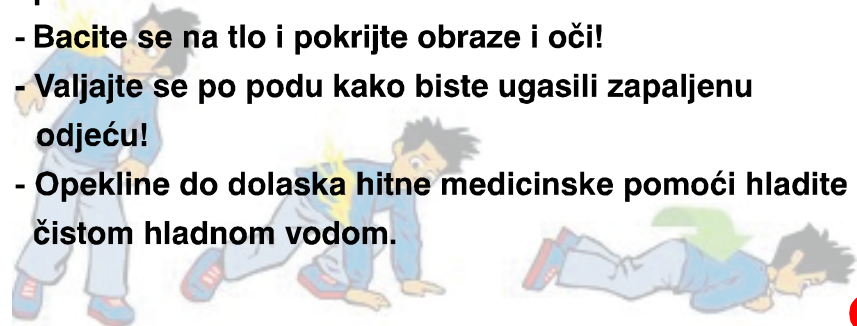 - Bacite se na tlo i pokrijte obraze i oči!
- Valjajte se po podu kako biste ugasili zapaljenu
odjeću!
- Opekline do dolaska hitne medicinske pomoći hladite
čistom hladnom vodom.